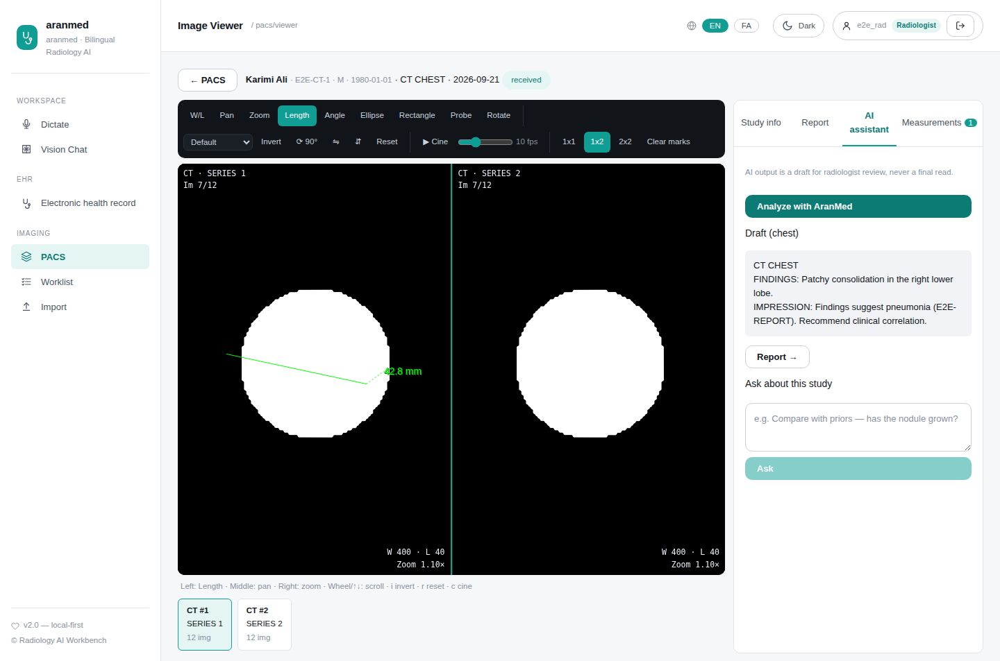 aranmed
aranmed · Bilingual
Radiology AI
WORKSPACE
Dictate
Vision Chat
EHR
Electronic health record
IMAGING
PACS
Worklist
Import
v2.0 — local-first
© Radiology AI Workbench
Image Viewer / pacs/viewer
EN FA Dark e2e_rad Radiologist
← PACS Karimi Ali · E2E-CT-1 · M · 1980-01-01 · CT CHEST · 2026-09-21 received
W/L Pan Zoom Length Angle Ellipse Rectangle Probe Rotate
Default Invert ⟳ 90° ⇋ ⇵ Reset ▶ Cine 10 fps 1x1 1x2 2x2 Clear marks
CT · SERIES 1
Im 7/12
42.8 mm
W 400 · L 40
Zoom 1.10×
CT · SERIES 2
Im 7/12
W 400 · L 40
Zoom 1.10×
Left: Length · Middle: pan · Right: zoom · Wheel/↑↓: scroll · i invert · r reset · c cine
CT #1
SERIES 1
12 img
CT #2
SERIES 2
12 img
Study info Report AI assistant Measurements 1
AI output is a draft for radiologist review, never a final read.
Analyze with AranMed
Draft (chest)
CT CHEST
FINDINGS: Patchy consolidation in the right lower
lobe.
IMPRESSION: Findings suggest pneumonia (E2E-
REPORT). Recommend clinical correlation.
Report →
Ask about this study
e.g. Compare with priors — has the nodule grown?
Ask